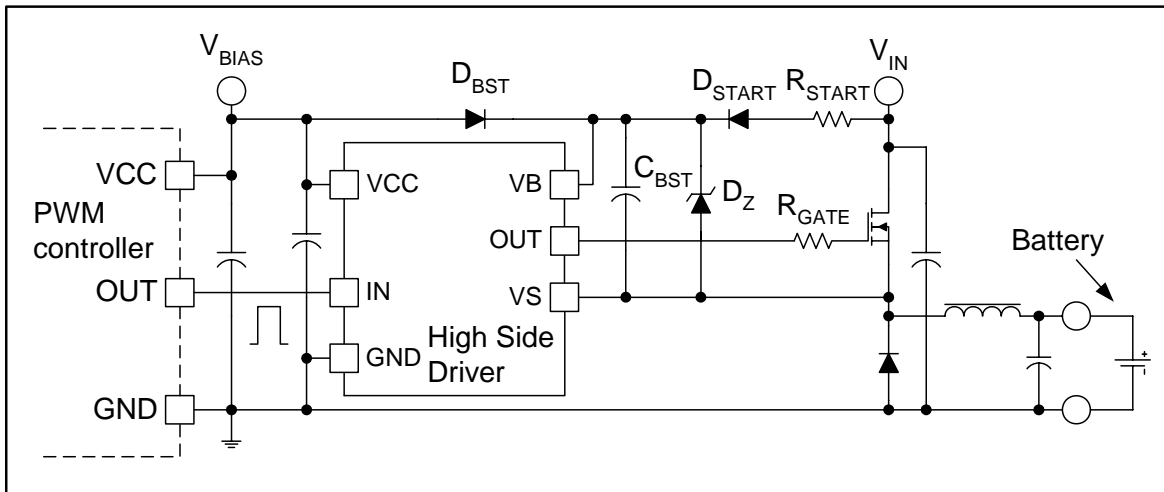 V_BIAS
D_BST
D_START
R_START
V_IN
VCC
PWM
controller
OUT
GND
VCC
IN
GND
VB
OUT
VS
High Side
Driver
C_BST
D_Z
R_GATE
Battery
+
-